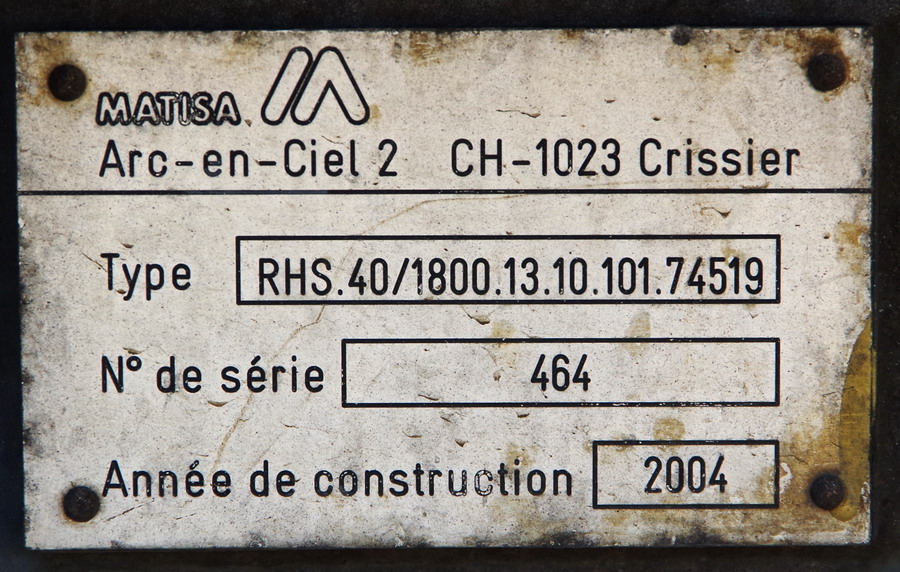 MATISA
Arc-en-Ciel 2 CH-1023 Crissier
Type RHS.40/1800.13.10.101.74519
N° de série 464
Année de construction 2004